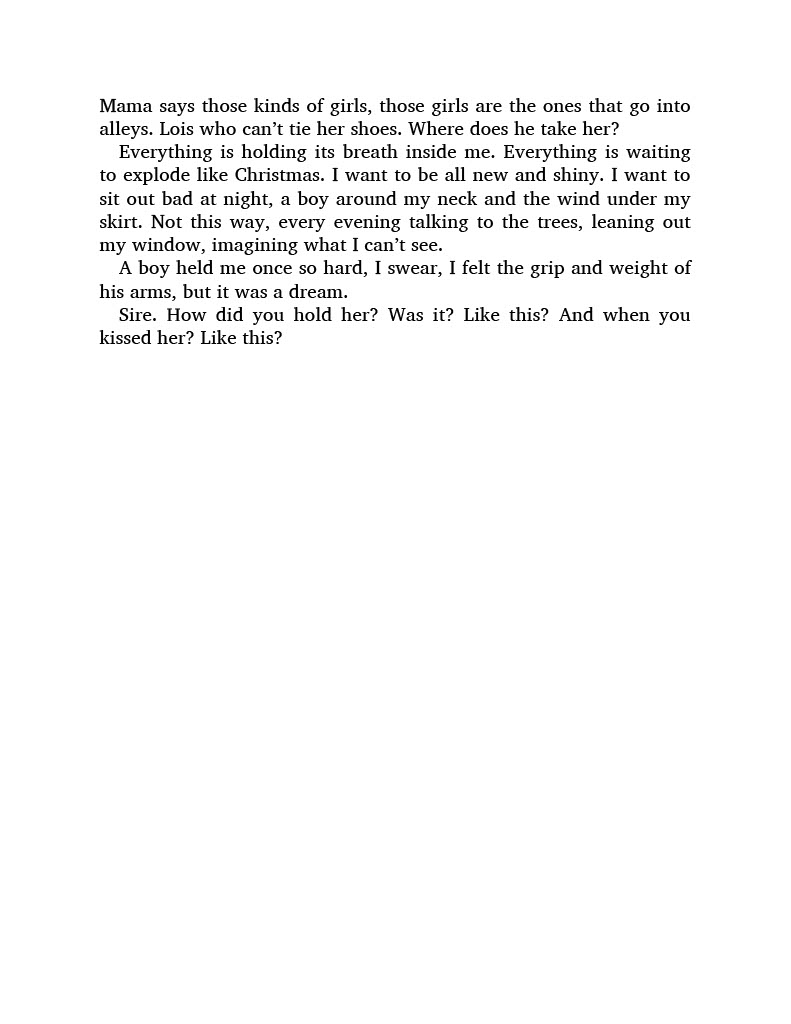 Mama says those kinds of girls, those girls are the ones that go into
alleys. Lois who can’t tie her shoes. Where does he take her?
Everything is holding its breath inside me. Everything is waiting
to explode like Christmas. I want to be all new and shiny. I want to
sit out bad at night, a boy around my neck and the wind under my
skirt. Not this way, every evening talking to the trees, leaning out
my window, imagining what I can’t see.
A boy held me once so hard, I swear, I felt the grip and weight of
his arms, but it was a dream.
Sire. How did you hold her? Was it? Like this? And when you
kissed her? Like this?